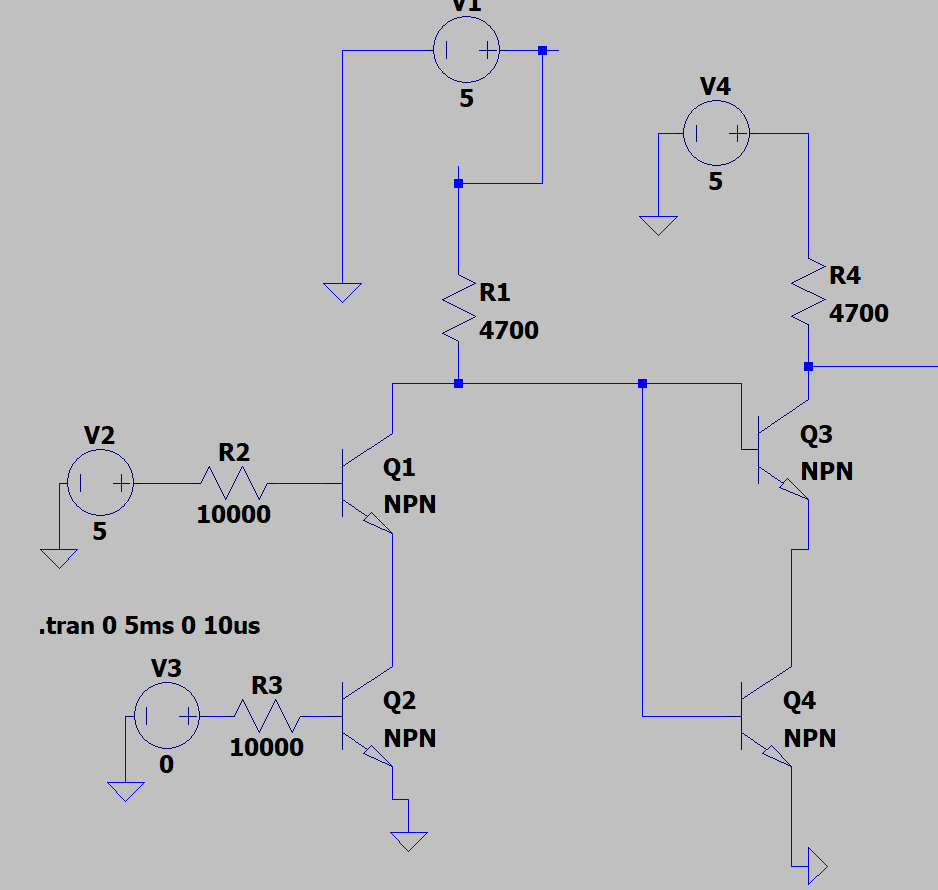 V1
5
V4
5
R1
4700
R4
4700
V2
5
R2
10000
Q1
NPN
Q3
NPN
.tran 0 5ms 0 10us
V3
0
R3
10000
Q2
NPN
Q4
NPN